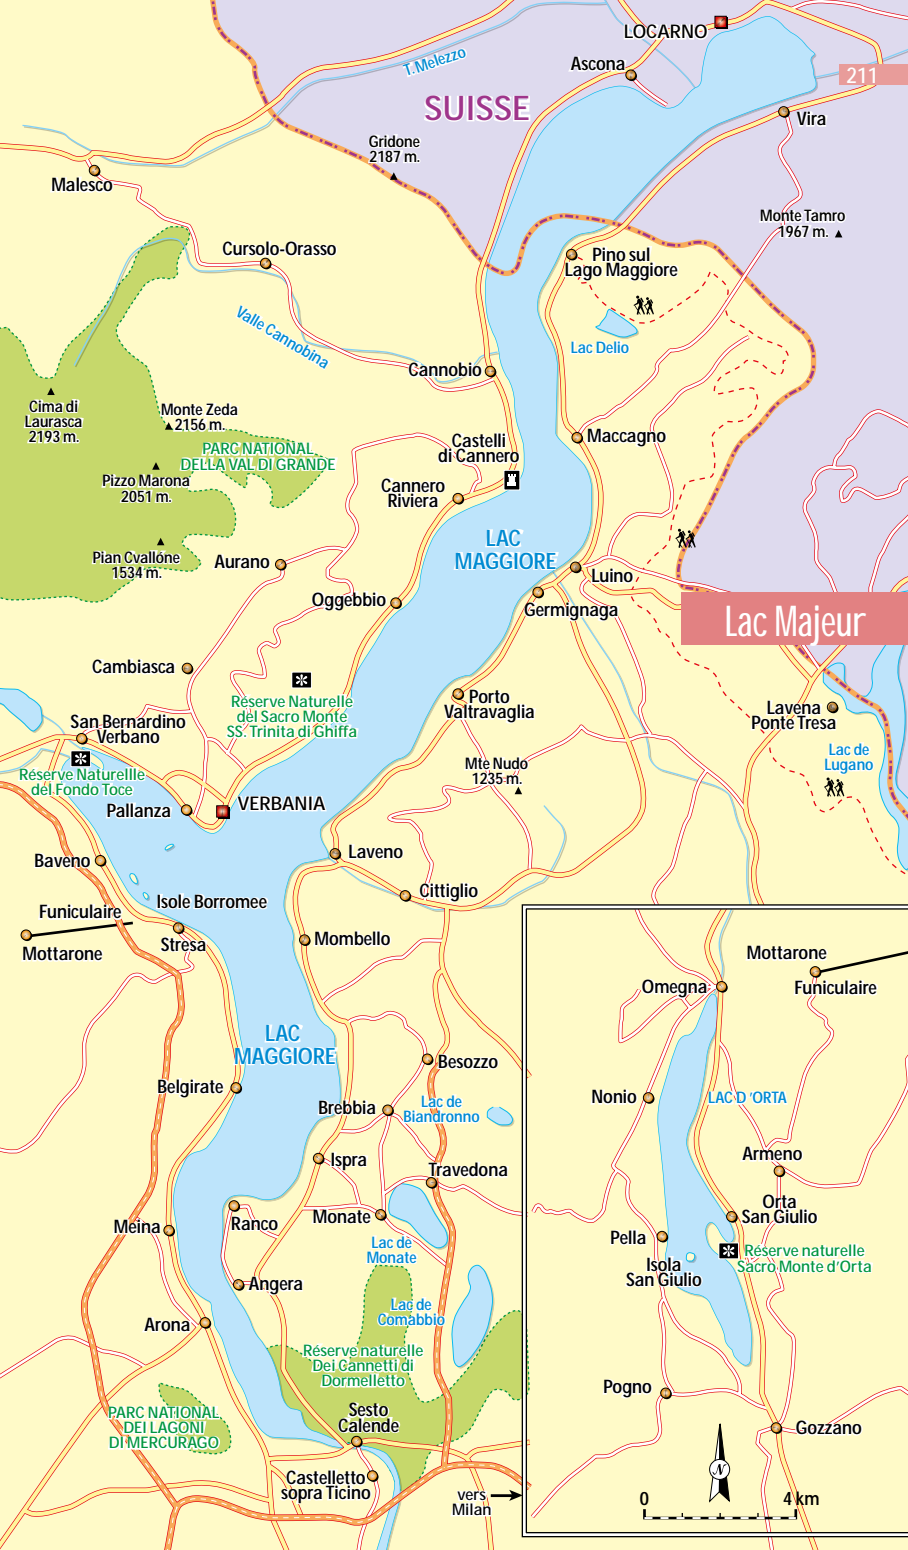 LOCARNO
T. Melezzo
Ascona
211
SUISSE
Vira
Gridone
2187 m.
Malesco
Monte Tamro
1967 m.
Cursolo-Orasso
Pino sul
Lago Maggiore
Valle Cannobina
Lac Delio
Cannobio
Cima di
Laurasca
2193 m.
Monte Zeda
2156 m.
Maccagno
Castelli
di Cannero
PARC NATIONAL
DELLA VAL DI GRANDE
Pizzo Marona
2051 m.
Cannero
Riviera
LAC
MAGGIORE
Pian Cvallóne
1534 m.
Aurano
Luino
Oggebbio
Germignaga
Lac Majeur
Cambiasca
Réserve Naturelle
del Sacro Monte
SS. Trinita di Ghiffa
Porto
Valtravaglia
Lavena
Ponte Tresa
San Bernardino
Verbano
Lac de
Lugano
Mte Nudo
1235 m.
Réserve Naturellle
del Fondo Toce
Pallanza
VERBANIA
Baveno
Laveno
Cittiglio
Isole Borromee
Funiculaire
Mottarone
Stresa
Mombello
LAC
MAGGIORE
Besozzo
Belgirate
Brebbia
Lac de
Biandronno
Ispra
Travedona
Meina
Ranco
Monate
Lac de
Monate
Angera
Lac de
Comabbio
Arona
Réserve naturelle
Dei Cannetti di
Dormelletto
PARC NATIONAL
DEI LAGONI
DI MERCURAGO
Sesto
Calende
Castelletto
sopra Ticino
vers
Milan
Mottarone
Omegna
Funiculaire
Nonio
LAC D 'ORTA
Armeno
Orta
San Giulio
Pella
Isola
San Giulio
Réserve naturelle
Sacro Monte d'Orta
Pogno
Gozzano
N
0 4 km